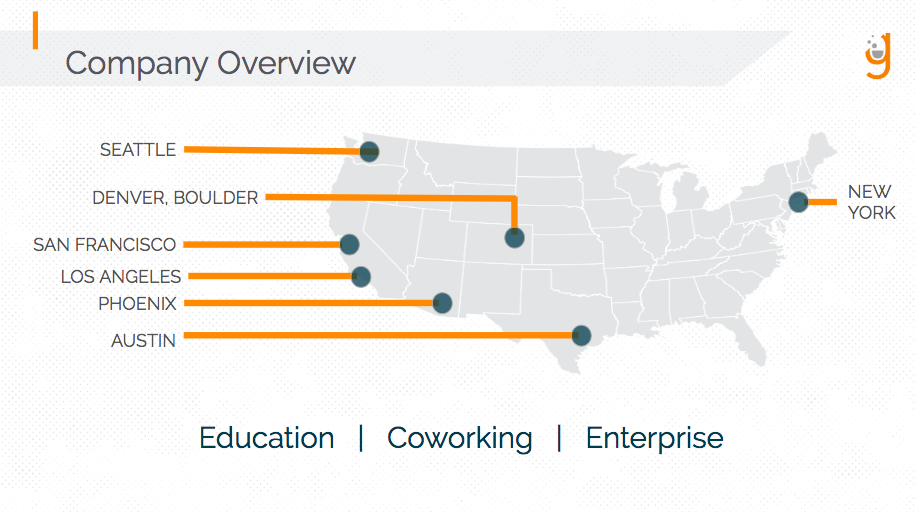 Company Overview
g
SEATTLE
DENVER, BOULDER
NEW
YORK
SAN FRANCISCO
LOS ANGELES
PHOENIX
AUSTIN
Education | Coworking | Enterprise